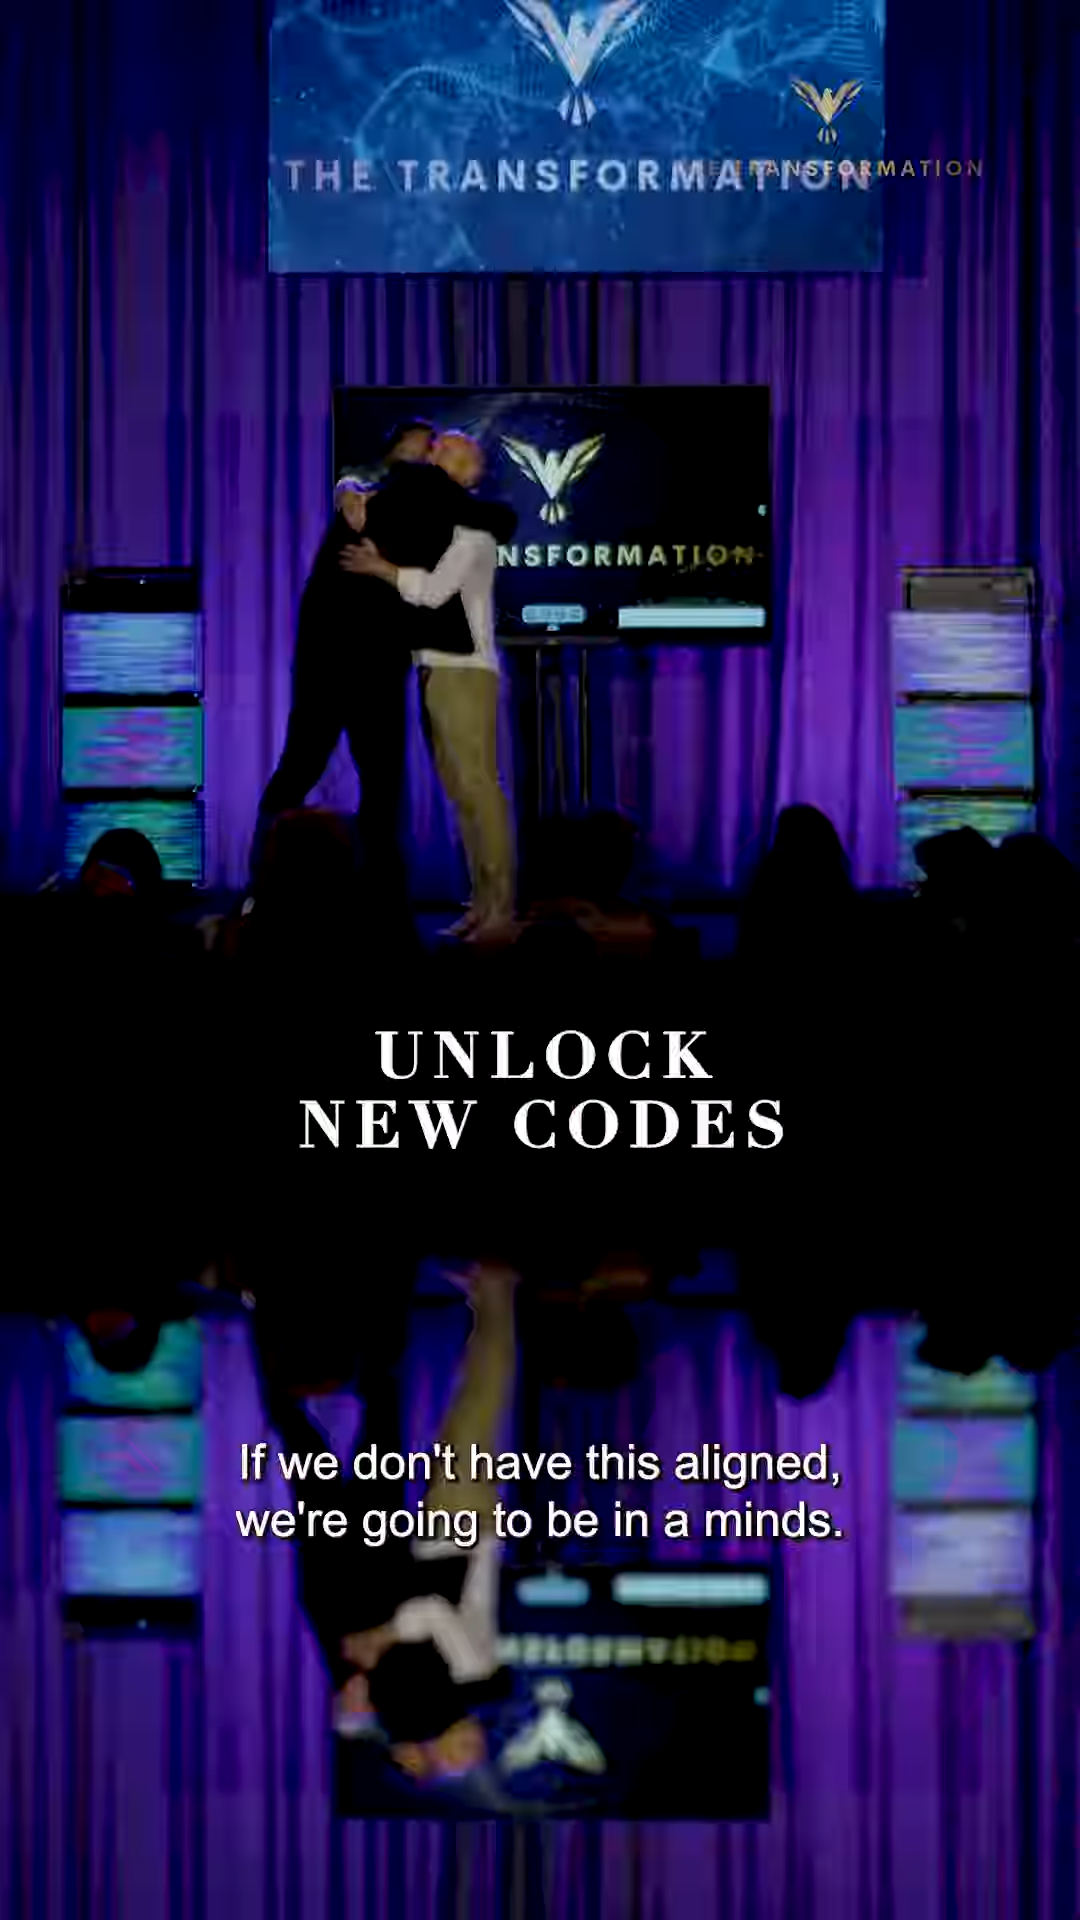 THE TRANSFORMATION
TRANSFORMATION
NSFORMATION
UNLOCK
NEW CODES
If we don't have this aligned,
we're going to be in a minds.